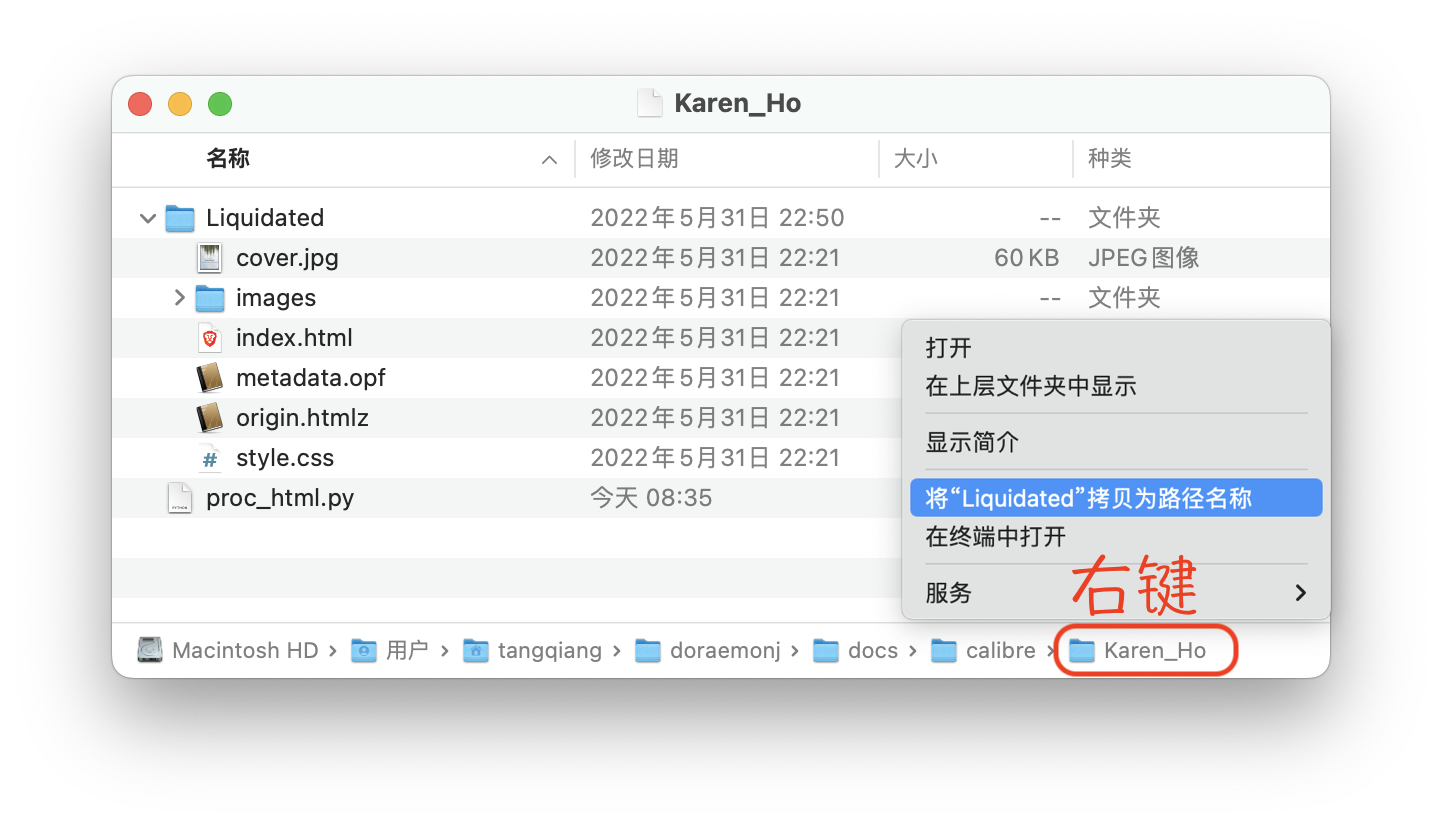 Karen_Ho
名称 修改日期 大小 种类
Liquidated 2022年5月31日 22:50 -- 文件夹
cover.jpg 2022年5月31日 22:21 60 KB JPEG图像
images 2022年5月31日 22:21 -- 文件夹
index.html 2022年5月31日 22:21
metadata.opf 2022年5月31日 22:21
origin.htmlz 2022年5月31日 22:21
# style.css 2022年5月31日 22:21
PYTHON proc_html.py 今天 08:35
打开
在上层文件夹中显示
显示简介
将“Liquidated”拷贝为路径名称
在终端中打开
服务
右键
Macintosh HD › 用户 › tangqiang › doraemonj › docs › calibre › Karen_Ho